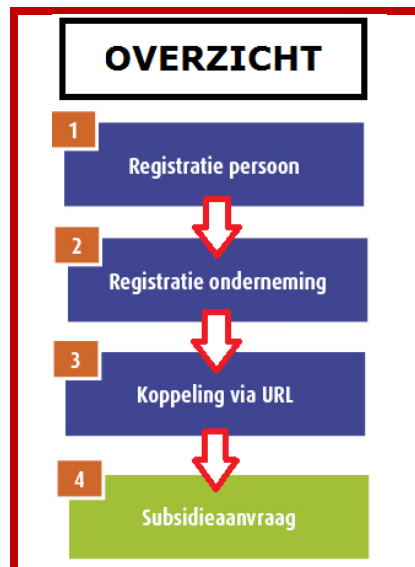 OVERZICHT
1
Registratie persoon
2
Registratie onderneming
3
Koppeling via URL
4
Subsidieaanvraag